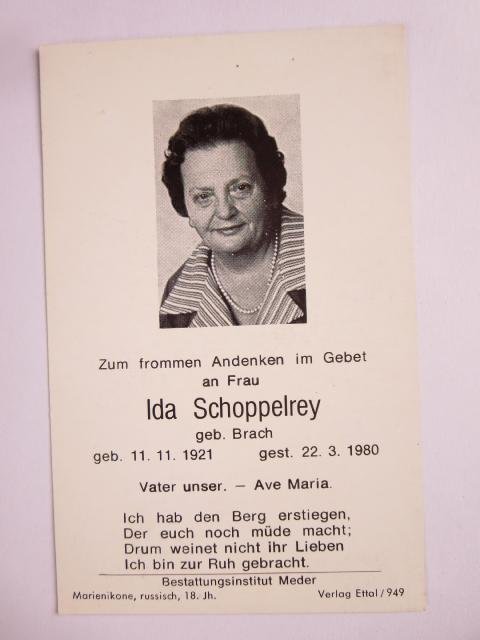 Zum frommen Andenken im Gebet
an Frau
Ida Schoppelrey
geb. Brach
geb. 11. 11. 1921 gest. 22. 3. 1980
Vater unser. — Ave Maria.
Ich hab den Berg erstiegen,
Der euch noch müde macht;
Drum weinet nicht ihr Lieben
Ich bin zur Ruh gebracht.
Bestattungsinstitut Meder
Marienikone, russisch, 18. Jh. Verlag Ettal/949